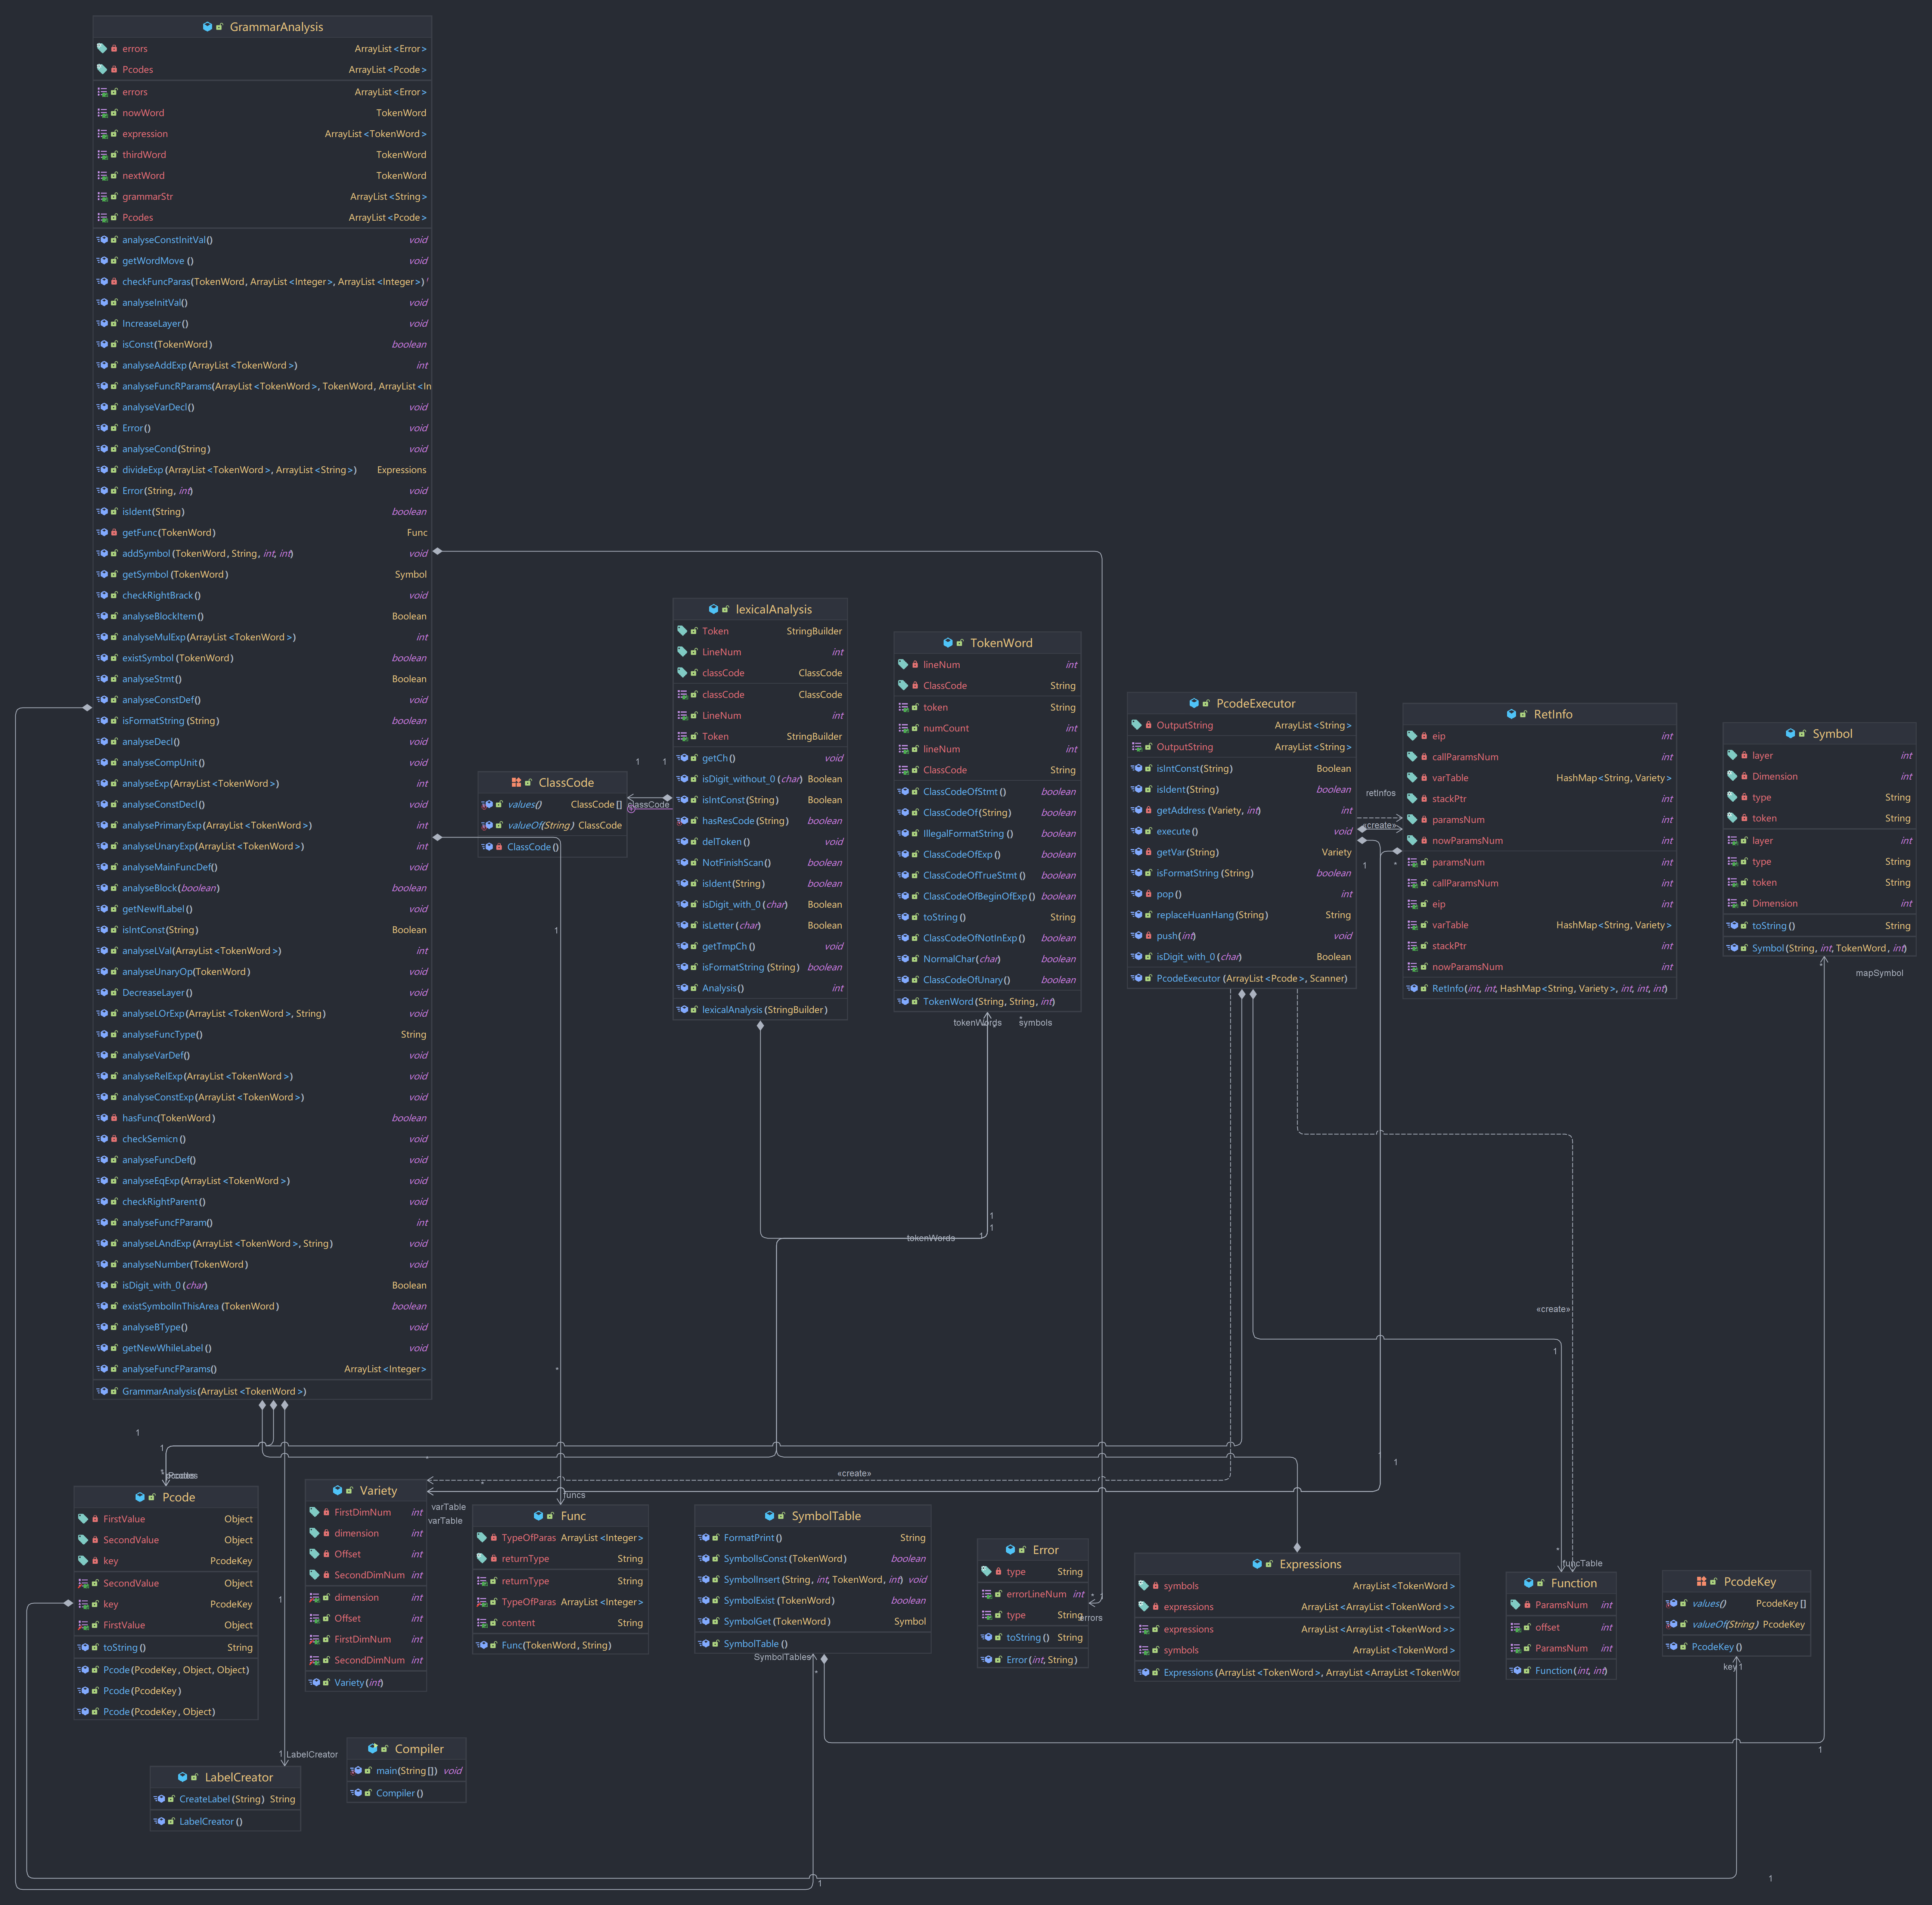 GrammarAnalysis
errors ArrayList<Error>
Pcodes ArrayList<Pcode>
errors ArrayList<Error>
nowWord TokenWord
expression ArrayList<TokenWord>
thirdWord TokenWord
nextWord TokenWord
grammarStr ArrayList<String>
Pcodes ArrayList<Pcode>
analyseConstInitVal() void
getWordMove() void
checkFuncParas(TokenWord, ArrayList<Integer>, ArrayList<Integer>)
analyseInitVal() void
IncreaseLayer() void
isConst(TokenWord) boolean
analyseAddExp(ArrayList<TokenWord>) int
analyseFuncRParams(ArrayList<TokenWord>, TokenWord, ArrayList<In
analyseVarDecl() void
Error() void
analyseCond(String) void
divideExp(ArrayList<TokenWord>, ArrayList<String>) Expressions
Error(String, int) void
isIdent(String) boolean
getFunc(TokenWord) Func
addSymbol(TokenWord, String, int, int) void
getSymbol(TokenWord) Symbol
checkRightBrack() void
analyseBlockItem() Boolean
analyseMulExp(ArrayList<TokenWord>) int
existSymbol(TokenWord) boolean
analyseStmt() Boolean
analyseConstDef() void
isFormatString(String) boolean
analyseDecl() void
analyseCompUnit() void
analyseExp(ArrayList<TokenWord>) int
analyseConstDecl() void
analysePrimaryExp(ArrayList<TokenWord>) int
analyseUnaryExp(ArrayList<TokenWord>) int
analyseMainFuncDef() void
analyseBlock(boolean) void
getNewIfLabel() void
isIntConst(String) Boolean
analyseLVal(ArrayList<TokenWord>) int
analyseUnaryOp(TokenWord) void
DecreaseLayer() void
analyseLOrExp(ArrayList<TokenWord>, String) void
analyseFuncType() String
analyseVarDef() void
analyseRelExp(ArrayList<TokenWord>) void
analyseConstExp(ArrayList<TokenWord>) void
hasFunc(TokenWord) boolean
checkSemicn() void
analyseFuncDef() void
analyseEqExp(ArrayList<TokenWord>) void
checkRightParent() void
analyseFuncFParam() int
analyseLAndExp(ArrayList<TokenWord>, String) void
analyseNumber(TokenWord) void
isDigit_with_0(char) Boolean
existSymbolInThisArea(TokenWord) boolean
analyseBType() void
getNewWhileLabel() void
analyseFuncFParams() ArrayList<Integer>
GrammarAnalysis(ArrayList<TokenWord>)
ClassCode
values() ClassCode[]
valueOf(String) ClassCode
ClassCode()
1 1
classCode
lexicalAnalysis
Token StringBuilder
LineNum int
classCode ClassCode
classCode ClassCode
LineNum int
Token StringBuilder
getCh() void
isDigit_without_0(char) Boolean
isIntConst(String) Boolean
hasResCode(String) boolean
delToken() void
NotFinishScan() boolean
isIdent(String) boolean
isDigit_with_0(char) Boolean
isLetter(char) Boolean
getTmpCh() void
isFormatString(String) boolean
Analysis() int
lexicalAnalysis(StringBuilder)
TokenWord
lineNum int
ClassCode String
token String
numCount int
lineNum int
ClassCode String
ClassCodeOfStmt() boolean
ClassCodeOf(String) boolean
IllegalFormatString() boolean
ClassCodeOfExp() boolean
ClassCodeOfTrueStmt() boolean
ClassCodeOfBeginOfExp() boolean
toString() String
ClassCodeOfNotInExp() boolean
NormalChar(char) boolean
ClassCodeOfUnary() boolean
TokenWord(String, String, int)
tokenWords * symbols
PcodeExecutor
OutputString ArrayList<String>
OutputString ArrayList<String>
isIntConst(String) Boolean
isIdent(String) boolean
getAddress(Variety, int) int
execute() void
getVar(String) Variety
isFormatString(String) boolean
pop() int
replaceHuanHang(String) String
push(int) void
isDigit_with_0(char) Boolean
PcodeExecutor(ArrayList<Pcode>, Scanner)
retInfos
«create»
1 *
RetInfo
eip int
callParamsNum int
varTable HashMap<String, Variety>
stackPtr int
paramsNum int
nowParamsNum int
paramsNum int
callParamsNum int
eip int
varTable HashMap<String, Variety>
stackPtr int
nowParamsNum int
RetInfo(int, int, HashMap<String, Variety>, int, int, int)
Symbol
layer int
Dimension int
type String
token String
layer int
type String
token String
Dimension int
toString() String
Symbol(String, int, TokenWord, int)
mapSymbol
1
1
1
tokenWords 1
«create»
1
1
*
1
1
1
*
«create»
Pcodes
Pcode
FirstValue Object
SecondValue Object
key PcodeKey
SecondValue Object
key PcodeKey
FirstValue Object
toString() String
Pcode(PcodeKey, Object, Object)
Pcode(PcodeKey)
Pcode(PcodeKey, Object)
1
Variety
FirstDimNum int
dimension int
Offset int
SecondDimNum int
dimension int
Offset int
FirstDimNum int
SecondDimNum int
Variety(int)
varTable
varTable
funcs
Func
TypeOfParas ArrayList<Integer>
returnType String
returnType String
TypeOfParas ArrayList<Integer>
content String
Func(TokenWord, String)
SymbolTable
FormatPrint() String
SymbolIsConst(TokenWord) boolean
SymbolInsert(String, int, TokenWord, int) void
SymbolExist(TokenWord) boolean
SymbolGet(TokenWord) Symbol
SymbolTable()
SymbolTables
*
Error
type String
errorLineNum int
type String
toString() String
Error(int, String)
* 1
errors
Expressions
symbols ArrayList<TokenWord>
expressions ArrayList<ArrayList<TokenWord>>
expressions ArrayList<ArrayList<TokenWord>>
symbols ArrayList<TokenWord>
Expressions(ArrayList<TokenWord>, ArrayList<ArrayList<TokenWor
*
funcTable
Function
ParamsNum int
offset int
ParamsNum int
Function(int, int)
PcodeKey
values() PcodeKey[]
valueOf(String) PcodeKey
PcodeKey()
key 1
1
1 LabelCreator
LabelCreator
CreateLabel(String) String
LabelCreator()
Compiler
main(String[]) void
Compiler()
1
1